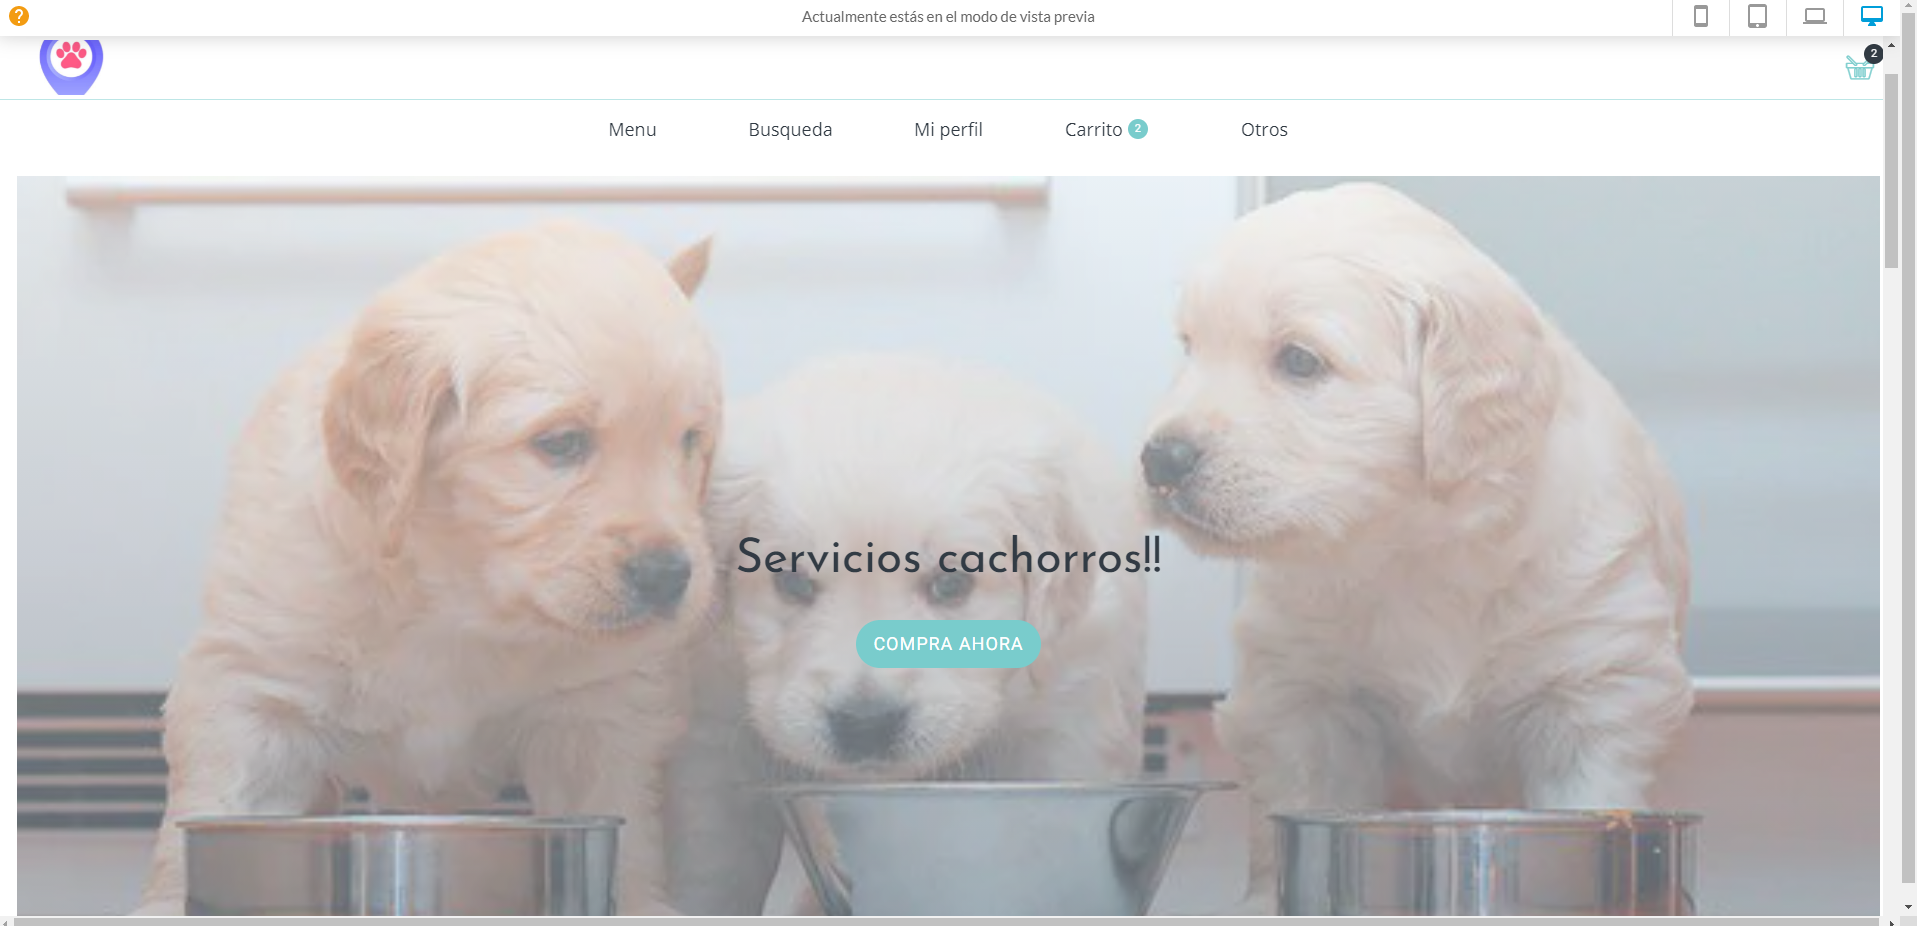 Actualmente estás en el modo de vista previa
2
Menu Busqueda Mi perfil Carrito 2 Otros
Servicios cachorros!!
COMPRA AHORA